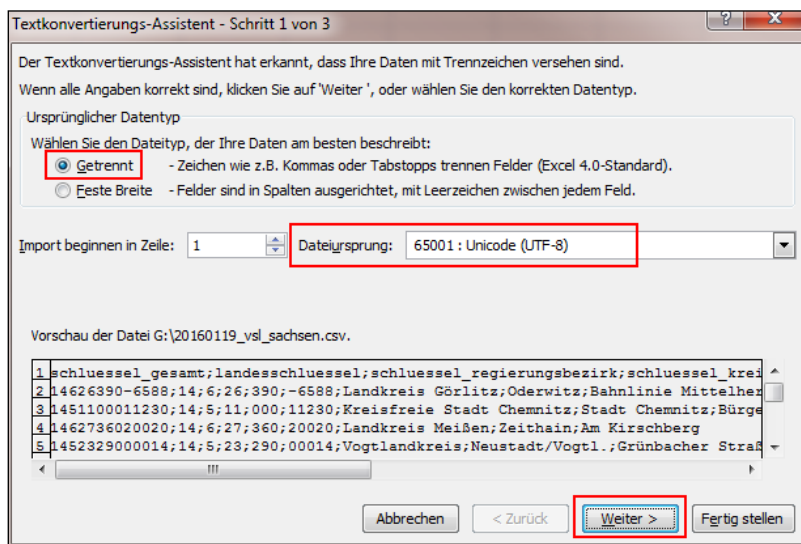 Textkonvertierungs-Assistent - Schritt 1 von 3
Der Textkonvertierungs-Assistent hat erkannt, dass Ihre Daten mit Trennzeichen versehen sind.
Wenn alle Angaben korrekt sind, klicken Sie auf 'Weiter ', oder wählen Sie den korrekten Datentyp.
Ursprünglicher Datentyp
Wählen Sie den Dateityp, der Ihre Daten am besten beschreibt:
Getrennt - Zeichen wie z.B. Kommas oder Tabstopps trennen Felder (Excel 4.0-Standard).
Feste Breite - Felder sind in Spalten ausgerichtet, mit Leerzeichen zwischen jedem Feld.
Import beginnen in Zeile: 1 Dateiursprung: 65001 : Unicode (UTF-8)
Vorschau der Datei G:\20160119_vsl_sachsen.csv.
1 schluessel_gesamt;landesschluessel;schluessel_regierungsbezirk;schluessel_krei
2 14626390-6588;14;6;26;390;-6588;Landkreis Görlitz;Oderwitz;Bahnlinie Mittelher
3 1451100011230;14;5;11;000;11230;Kreisfreie Stadt Chemnitz;Stadt Chemnitz;Bürge
4 1462736020020;14;6;27;360;20020;Landkreis Meißen;Zeithain;Am Kirschberg
5 1452329000014;14;5;23;290;00014;Vogtlandkreis;Neustadt/Vogtl.;Grünbacher Straß
Abbrechen < Zurück Weiter > Fertig stellen